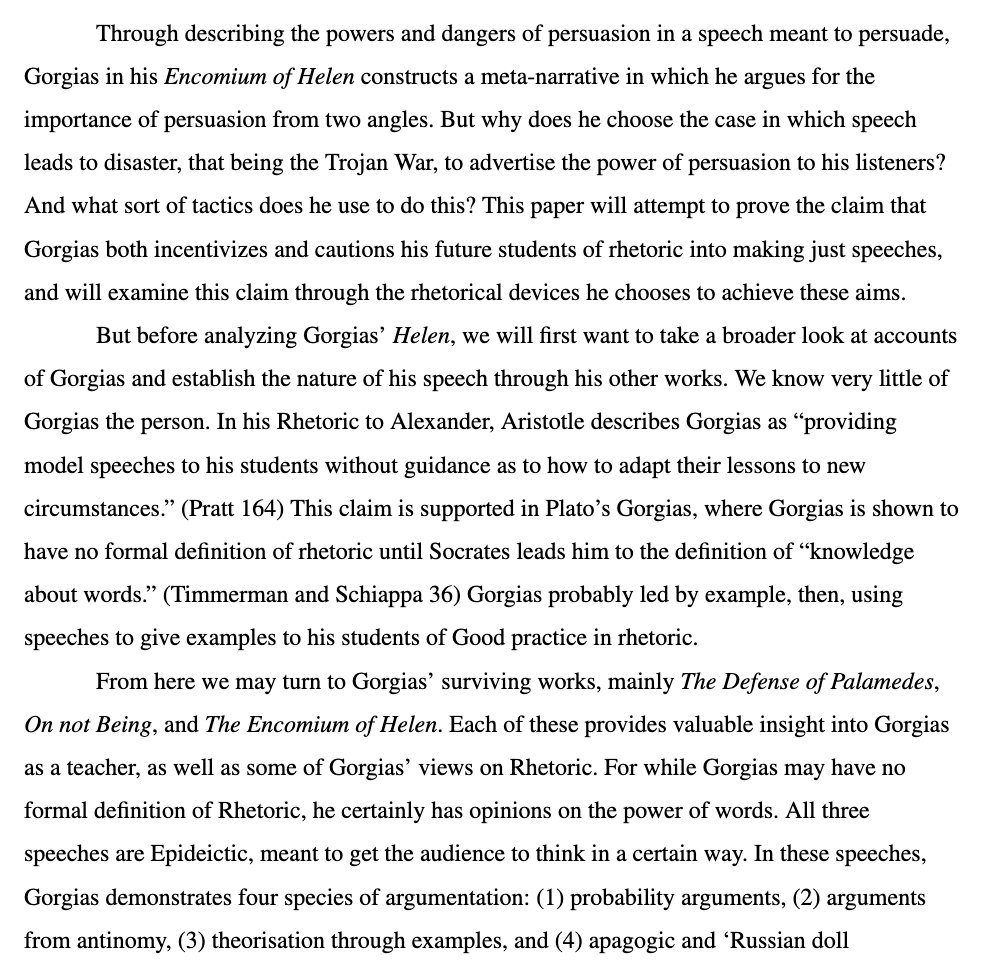 Through describing the powers and dangers of persuasion in a speech meant to persuade,
Gorgias in his Encomium of Helen constructs a meta-narrative in which he argues for the
importance of persuasion from two angles. But why does he choose the case in which speech
leads to disaster, that being the Trojan War, to advertise the power of persuasion to his listeners?
And what sort of tactics does he use to do this? This paper will attempt to prove the claim that
Gorgias both incentivizes and cautions his future students of rhetoric into making just speeches,
and will examine this claim through the rhetorical devices he chooses to achieve these aims.
But before analyzing Gorgias’ Helen, we will first want to take a broader look at accounts
of Gorgias and establish the nature of his speech through his other works. We know very little of
Gorgias the person. In his Rhetoric to Alexander, Aristotle describes Gorgias as “providing
model speeches to his students without guidance as to how to adapt their lessons to new
circumstances.” (Pratt 164) This claim is supported in Plato’s Gorgias, where Gorgias is shown to
have no formal definition of rhetoric until Socrates leads him to the definition of “knowledge
about words.” (Timmerman and Schiappa 36) Gorgias probably led by example, then, using
speeches to give examples to his students of Good practice in rhetoric.
From here we may turn to Gorgias’ surviving works, mainly The Defense of Palamedes,
On not Being, and The Encomium of Helen. Each of these provides valuable insight into Gorgias
as a teacher, as well as some of Gorgias’ views on Rhetoric. For while Gorgias may have no
formal definition of Rhetoric, he certainly has opinions on the power of words. All three
speeches are Epideictic, meant to get the audience to think in a certain way. In these speeches,
Gorgias demonstrates four species of argumentation: (1) probability arguments, (2) arguments
from antinomy, (3) theorisation through examples, and (4) apagogic and ‘Russian doll